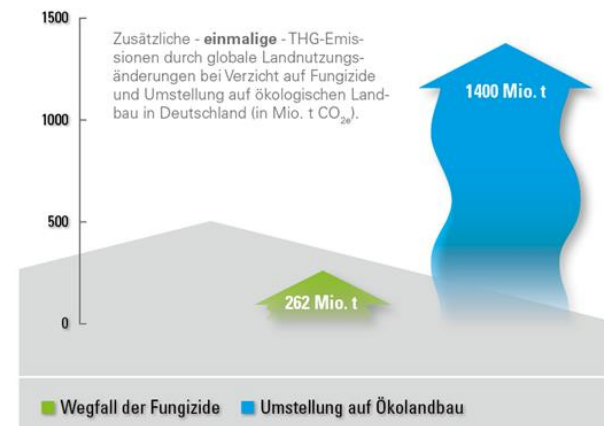 1500
Zusätzliche - einmalige - THG-Emis-
sionen durch globale Landnutzungs-
änderungen bei Verzicht auf Fungizide
und Umstellung auf ökologischen Land-
bau in Deutschland (in Mio. t CO₂ₑ).
1400 Mio. t
1000
500
262 Mio. t
0
Wegfall der Fungizide
Umstellung auf Ökolandbau